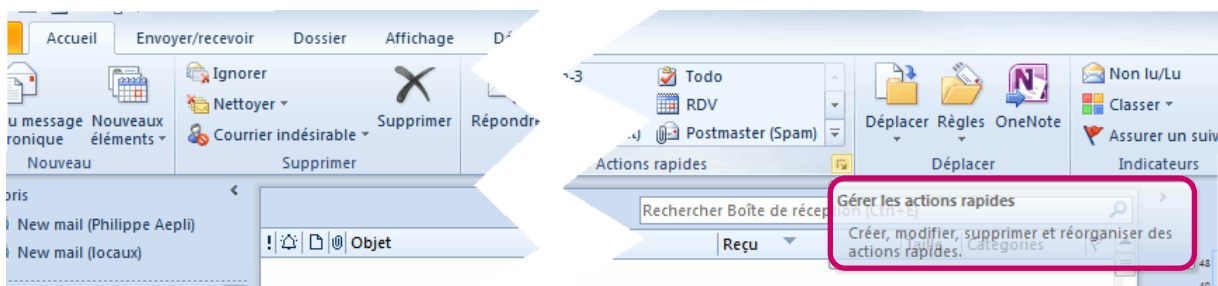 Accueil Envoyer/recevoir Dossier Affichage
Ignorer
Nettoyer
Courrier indésirable
Supprimer
Répondre
message Nouveaux
éléments
Nouveau
Supprimer
Todo
RDV
Postmaster (Spam)
Actions rapides
Déplacer Règles OneNote
Déplacer
Non lu/Lu
Classer
Assurer un
Indicateurs
New mail (Philippe Aepli)
New mail (locaux)
! Objet
Rechercher Boîte de réception (Ctrl+E)
Reçu Taille Catégories
Gérer les actions rapides
Créer, modifier, supprimer et réorganiser des
actions rapides.